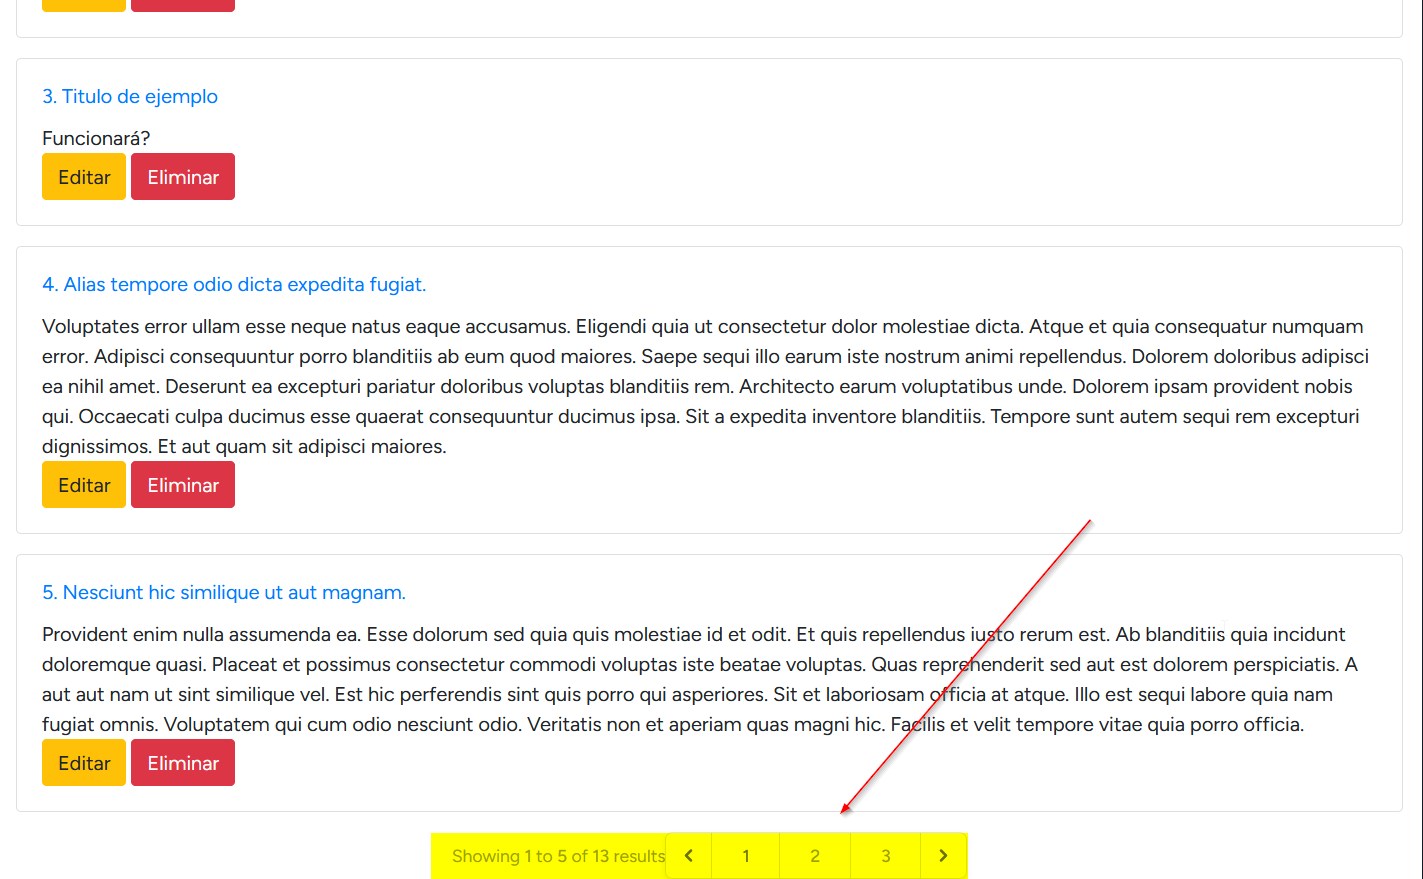 3. Titulo de ejemplo
Funcionará?
Editar Eliminar
4. Alias tempore odio dicta expedita fugiat.
Voluptates error ullam esse neque natus eaque accusamus. Eligendi quia ut consectetur dolor molestiae dicta. Atque et quia consequatur numquam
error. Adipisci consequuntur porro blanditiis ab eum quod maiores. Saepe sequi illo earum iste nostrum animi repellendus. Dolorem doloribus adipisci
ea nihil amet. Deserunt ea excepturi pariatur doloribus voluptas blanditiis rem. Architecto earum voluptatibus unde. Dolorem ipsam provident nobis
qui. Occaecati culpa ducimus esse quaerat consequuntur ducimus ipsa. Sit a expedita inventore blanditiis. Tempore sunt autem sequi rem excepturi
dignissimos. Et aut quam sit adipisci maiores.
Editar Eliminar
5. Nesciunt hic similique ut aut magnam.
Provident enim nulla assumenda ea. Esse dolorum sed quia quis molestiae id et odit. Et quis repellendus iusto rerum est. Ab blanditiis quia incidunt
doloremque quasi. Placeat et possimus consectetur commodi voluptas iste beatae voluptas. Quas reprehenderit sed aut est dolorem perspiciatis. A
aut aut nam ut sint similique vel. Est hic perferendis sint quis porro qui asperiores. Sit et laboriosam officia at atque. Illo est sequi labore quia nam
fugiat omnis. Voluptatem qui cum odio nesciunt odio. Veritatis non et aperiam quas magni hic. Facilis et velit tempore vitae quia porro officia.
Editar Eliminar
Showing 1 to 5 of 13 results 1 2 3